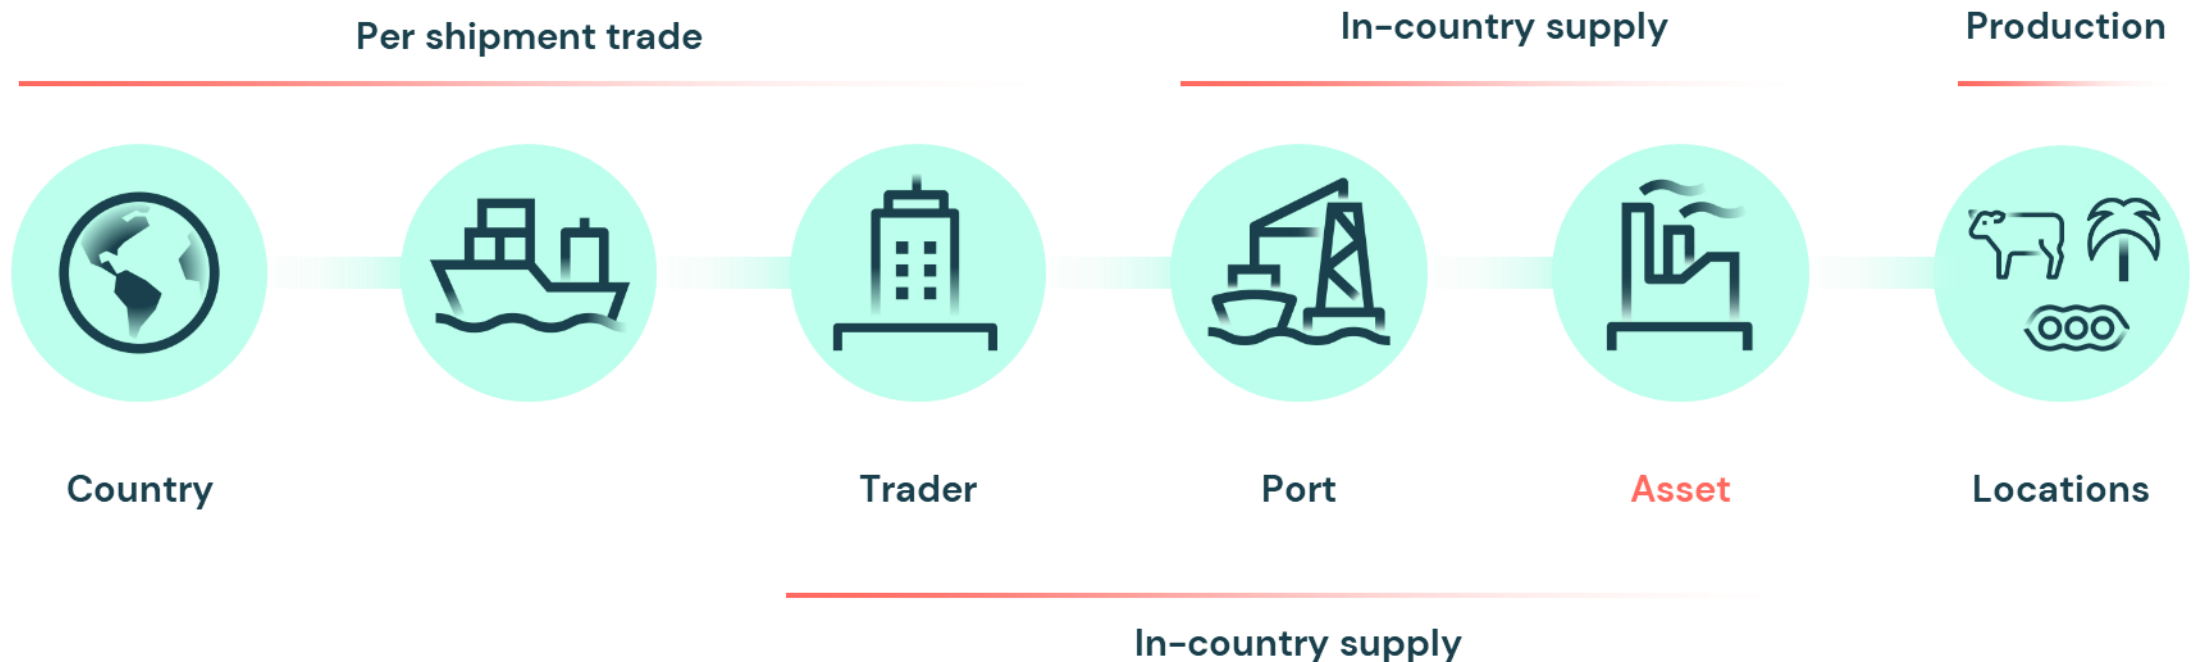 Per shipment trade
In-country supply
Production
Country
Trader
Port
Asset
Locations
In-country supply